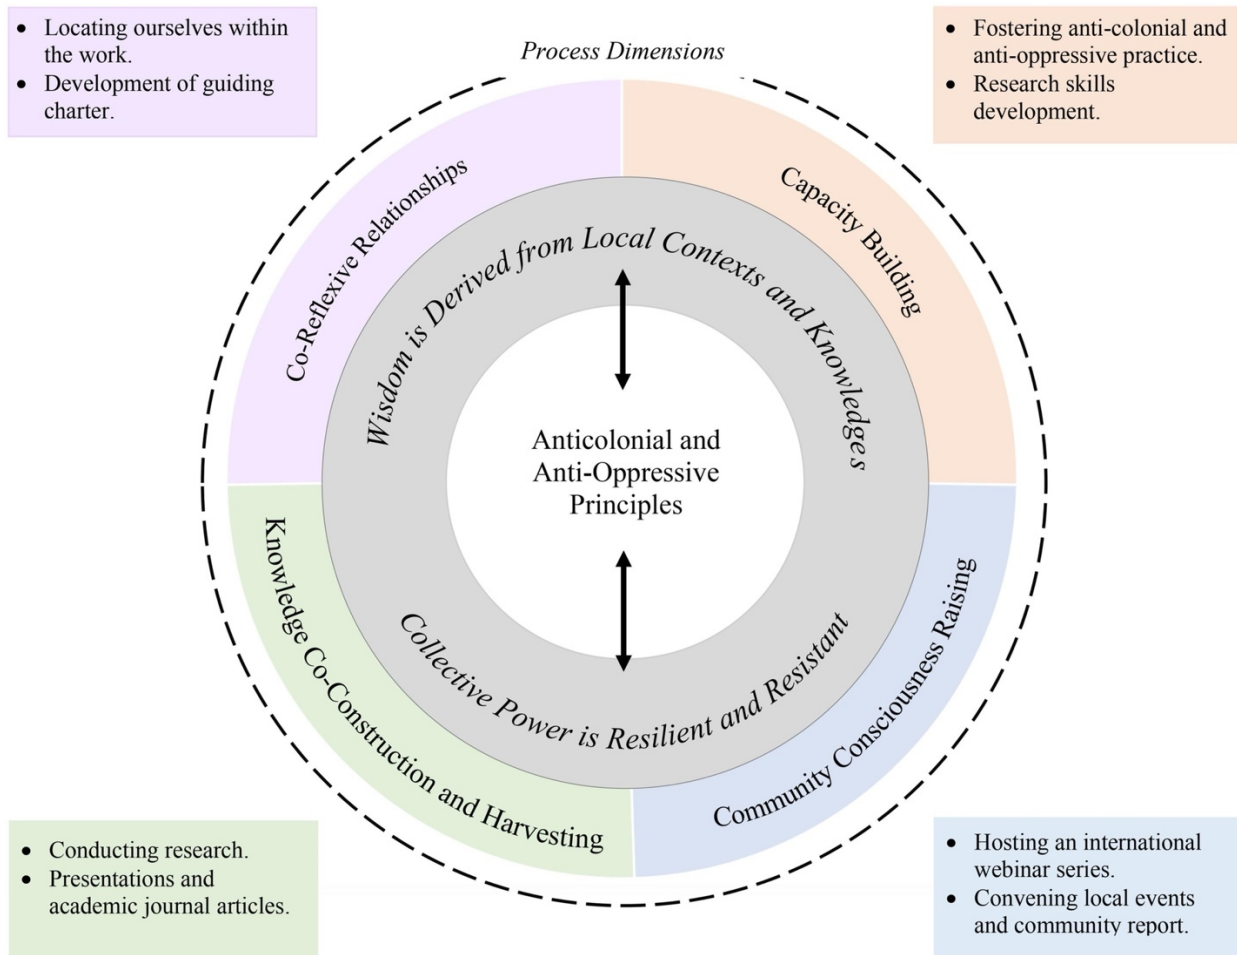 • Locating ourselves within
the work.
• Development of guiding
charter.
Process Dimensions
• Fostering anti-colonial and
anti-oppressive practice.
• Research skills
development.
Co-Reflexive Relationships
Capacity Building
Wisdom is Derived from Local Contexts and Knowledges
Anticolonial and
Anti-Oppressive
Principles
Collective Power is Resilient and Resistant
Knowledge Co-Construction and Harvesting
Community Consciousness Raising
• Conducting research.
• Presentations and
academic journal articles.
• Hosting an international
webinar series.
• Convening local events
and community report.